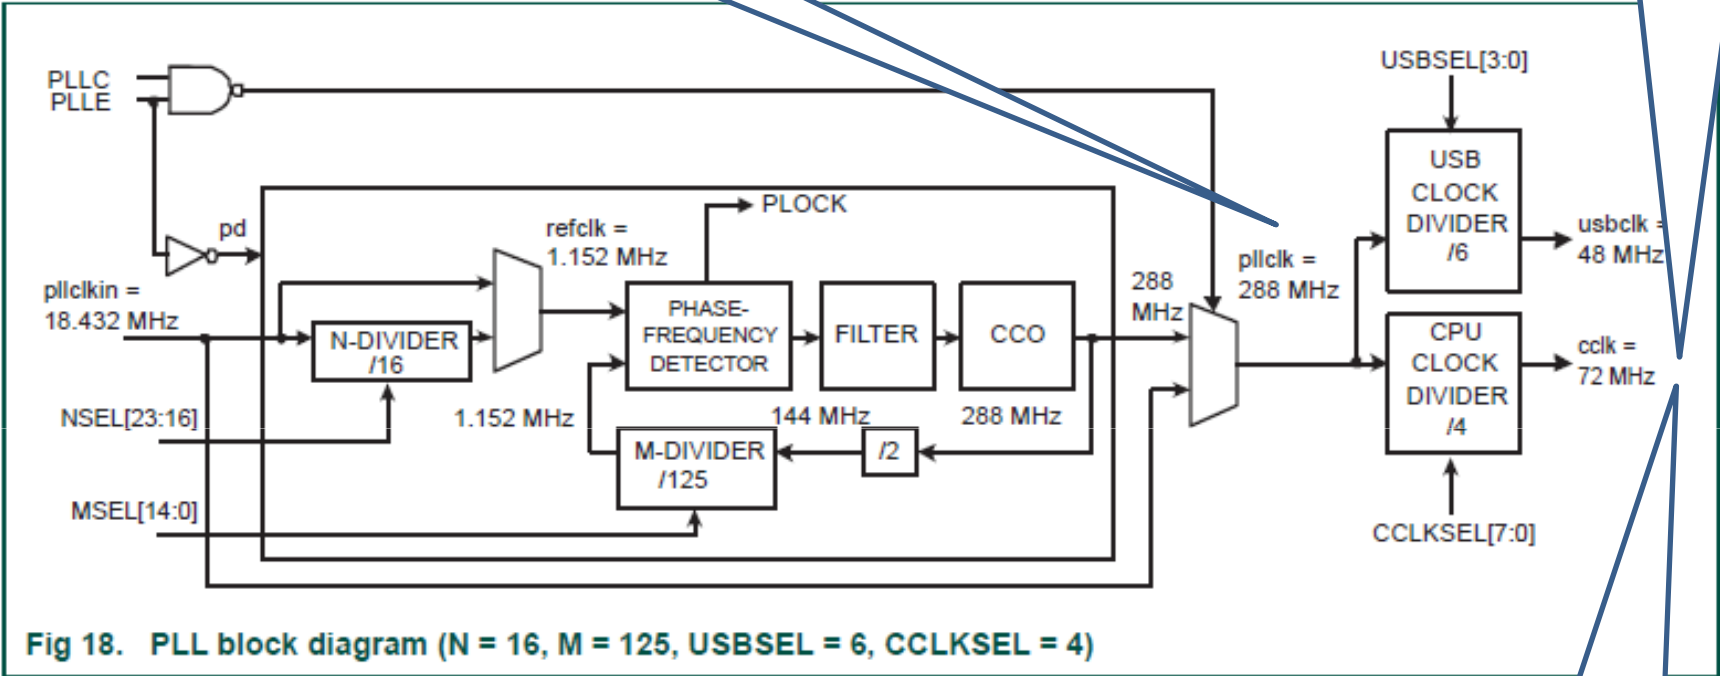 PLLC
PLLE
USBSEL[3:0]
USB
CLOCK
DIVIDER
/6
usbclk =
48 MHz
PLOCK
pd
refclk =
1.152 MHz
pllclkin =
18.432 MHz
N-DIVIDER
/16
PHASE-
FREQUENCY
DETECTOR
FILTER
CCO
288
MHz
pllclk =
288 MHz
CPU
CLOCK
DIVIDER
/4
cclk =
72 MHz
NSEL[23:16]
1.152 MHz
144 MHz
288 MHz
M-DIVIDER
/125
/2
MSEL[14:0]
CCLKSEL[7:0]
Fig 18. PLL block diagram (N = 16, M = 125, USBSEL = 6, CCLKSEL = 4)